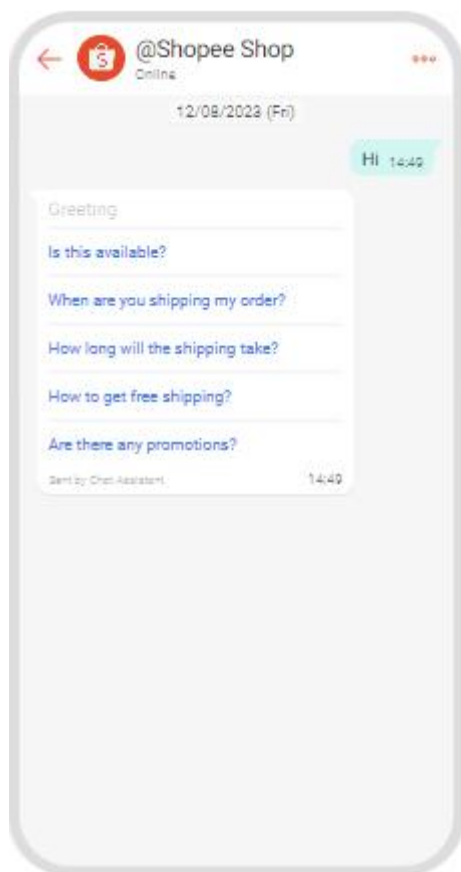 @Shopee Shop
Online
12/08/2023 (Fri)
Hi 14:49
Greeting
Is this available?
When are you shipping my order?
How long will the shipping take?
How to get free shipping?
Are there any promotions?
Sent by Chat Assistant 14:49